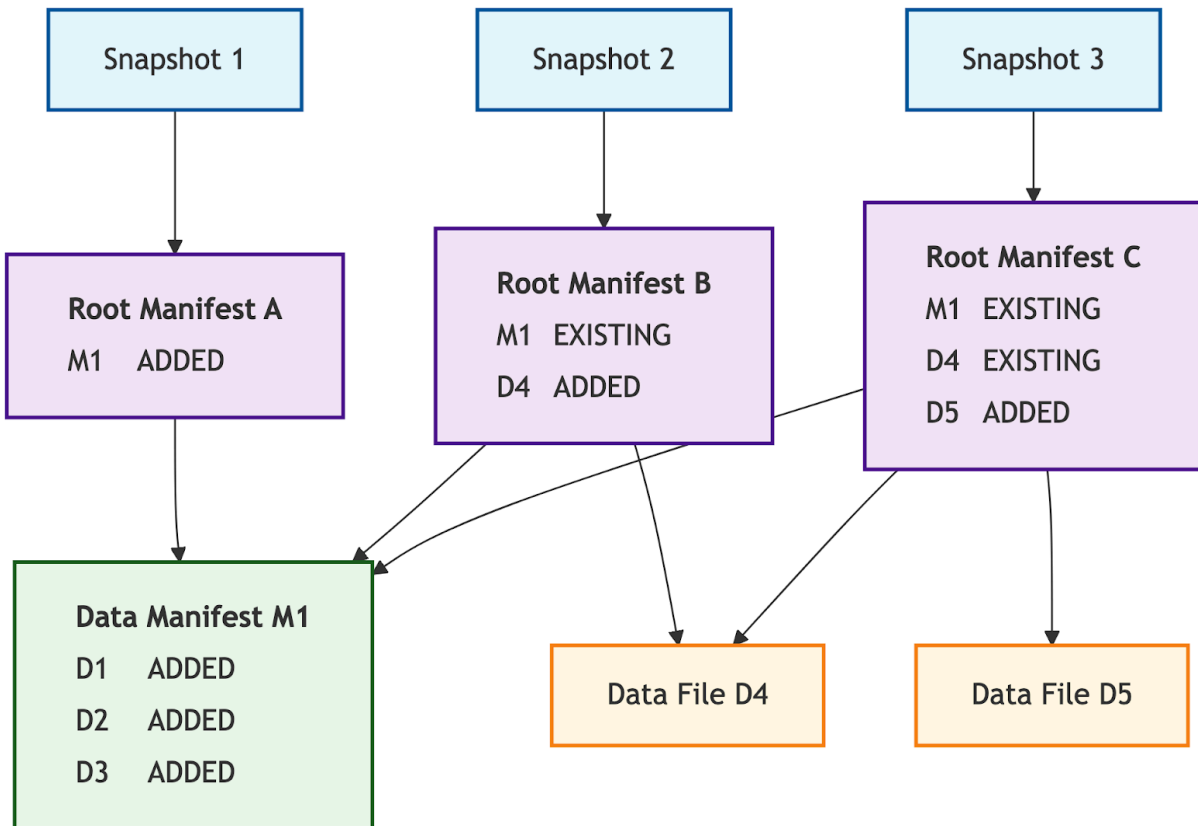 Snapshot 1
Snapshot 2
Snapshot 3
Root Manifest A
M1 ADDED
Root Manifest B
M1 EXISTING
D4 ADDED
Root Manifest C
M1 EXISTING
D4 EXISTING
D5 ADDED
Data Manifest M1
D1 ADDED
D2 ADDED
D3 ADDED
Data File D4
Data File D5